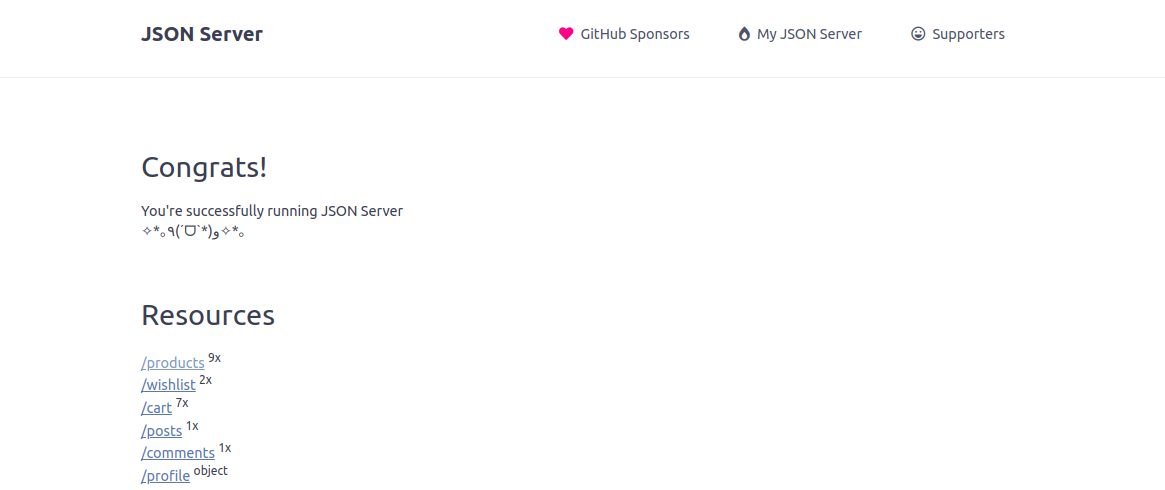 JSON Server
GitHub Sponsors
My JSON Server
Supporters
Congrats!
You're successfully running JSON Server
✧*｡٩(ˊᗜˋ*)و✧*｡
Resources
/products 9x
/wishlist 2x
/cart 7x
/posts 1x
/comments 1x
/profile object